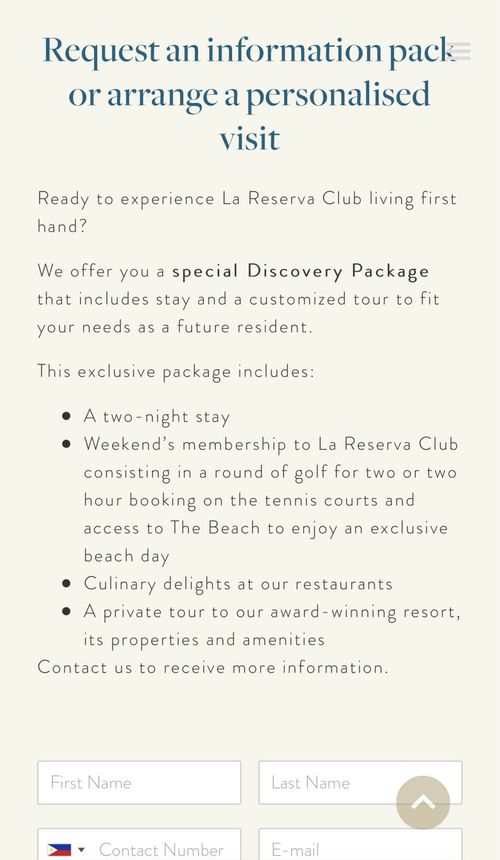 Request an information pack
or arrange a personalised
visit
Ready to experience La Reserva Club living first
hand?
We offer you a special Discovery Package
that includes stay and a customized tour to fit
your needs as a future resident.
This exclusive package includes:
● A two-night stay
● Weekend’s membership to La Reserva Club
consisting in a round of golf for two or two
hour booking on the tennis courts and
access to The Beach to enjoy an exclusive
beach day
● Culinary delights at our restaurants
● A private tour to our award-winning resort,
its properties and amenities
Contact us to receive more information.
First Name
Last Name
Contact Number
E-mail